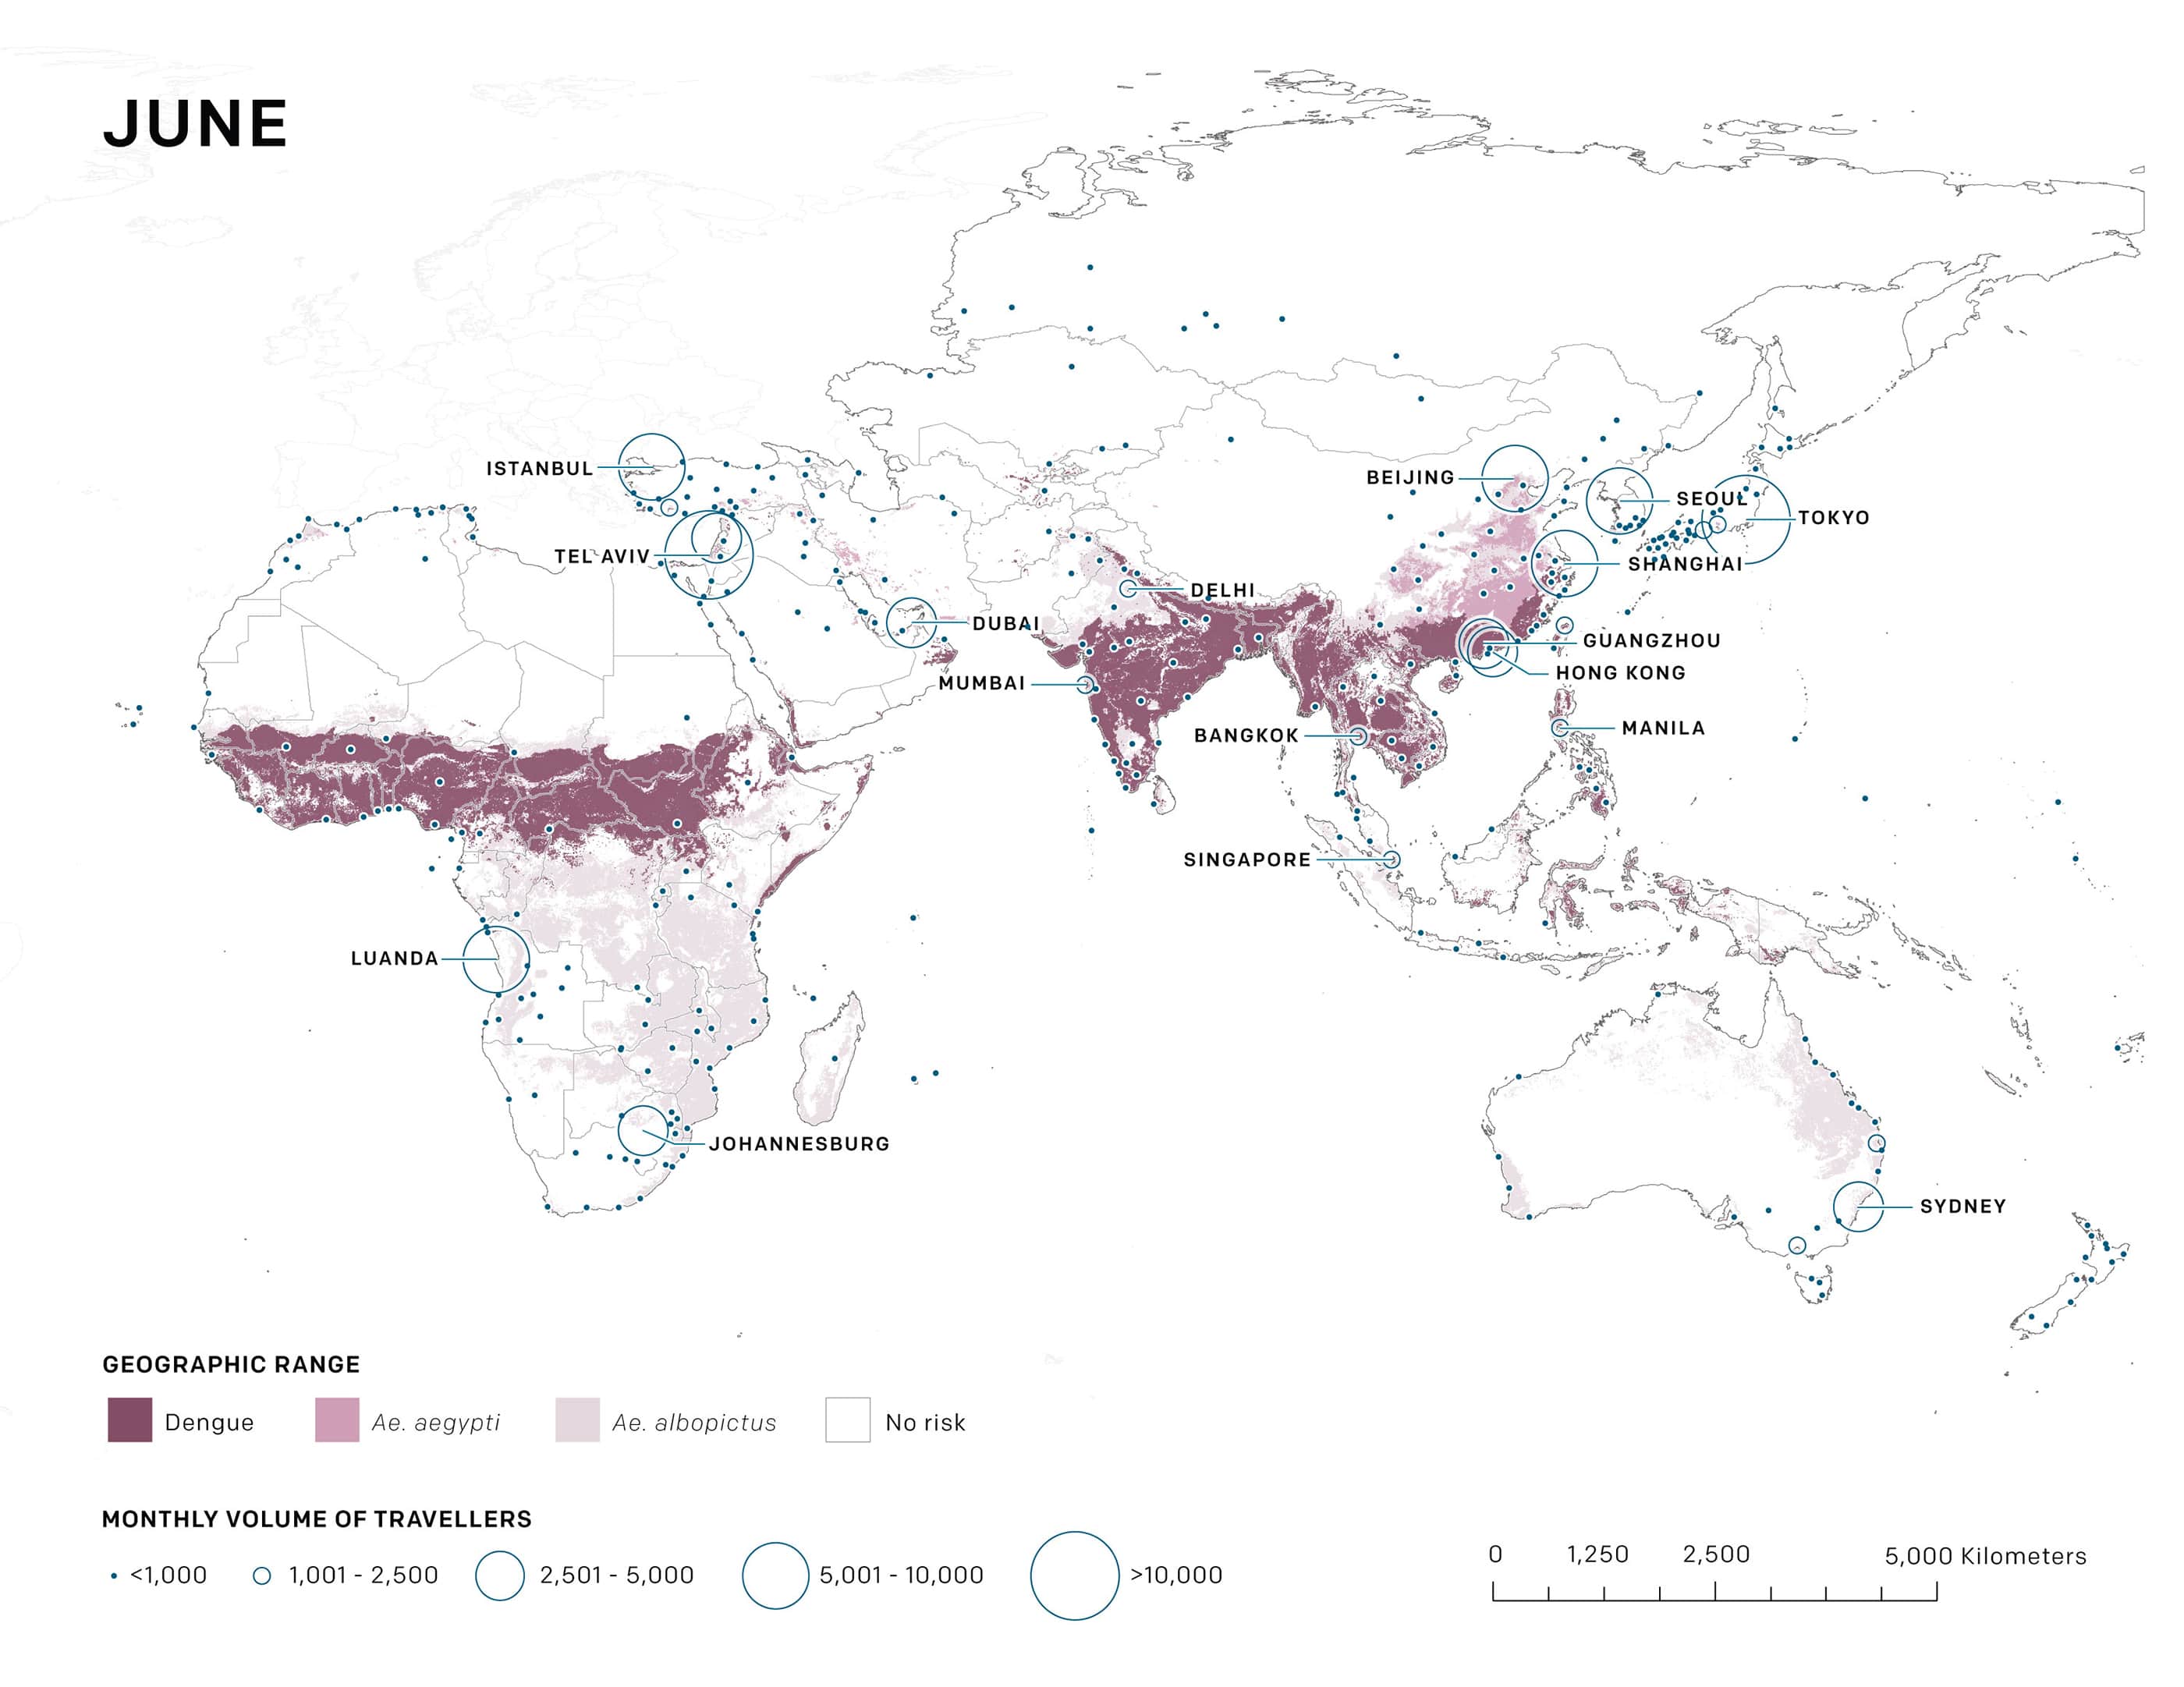 JUNE
ISTANBUL
BEIJING
SEOUL
TOKYO
TEL AVIV
SHANGHAI
DELHI
DUBAI
GUANGZHOU
HONG KONG
MUMBAI
MANILA
BANGKOK
SINGAPORE
LUANDA
JOHANNESBURG
SYDNEY
GEOGRAPHIC RANGE
Dengue Ae. aegypti Ae. albopictus No risk
MONTHLY VOLUME OF TRAVELLERS
<1,000 1,001 - 2,500 2,501 - 5,000 5,001 - 10,000 >10,000
0 1,250 2,500 5,000 Kilometers